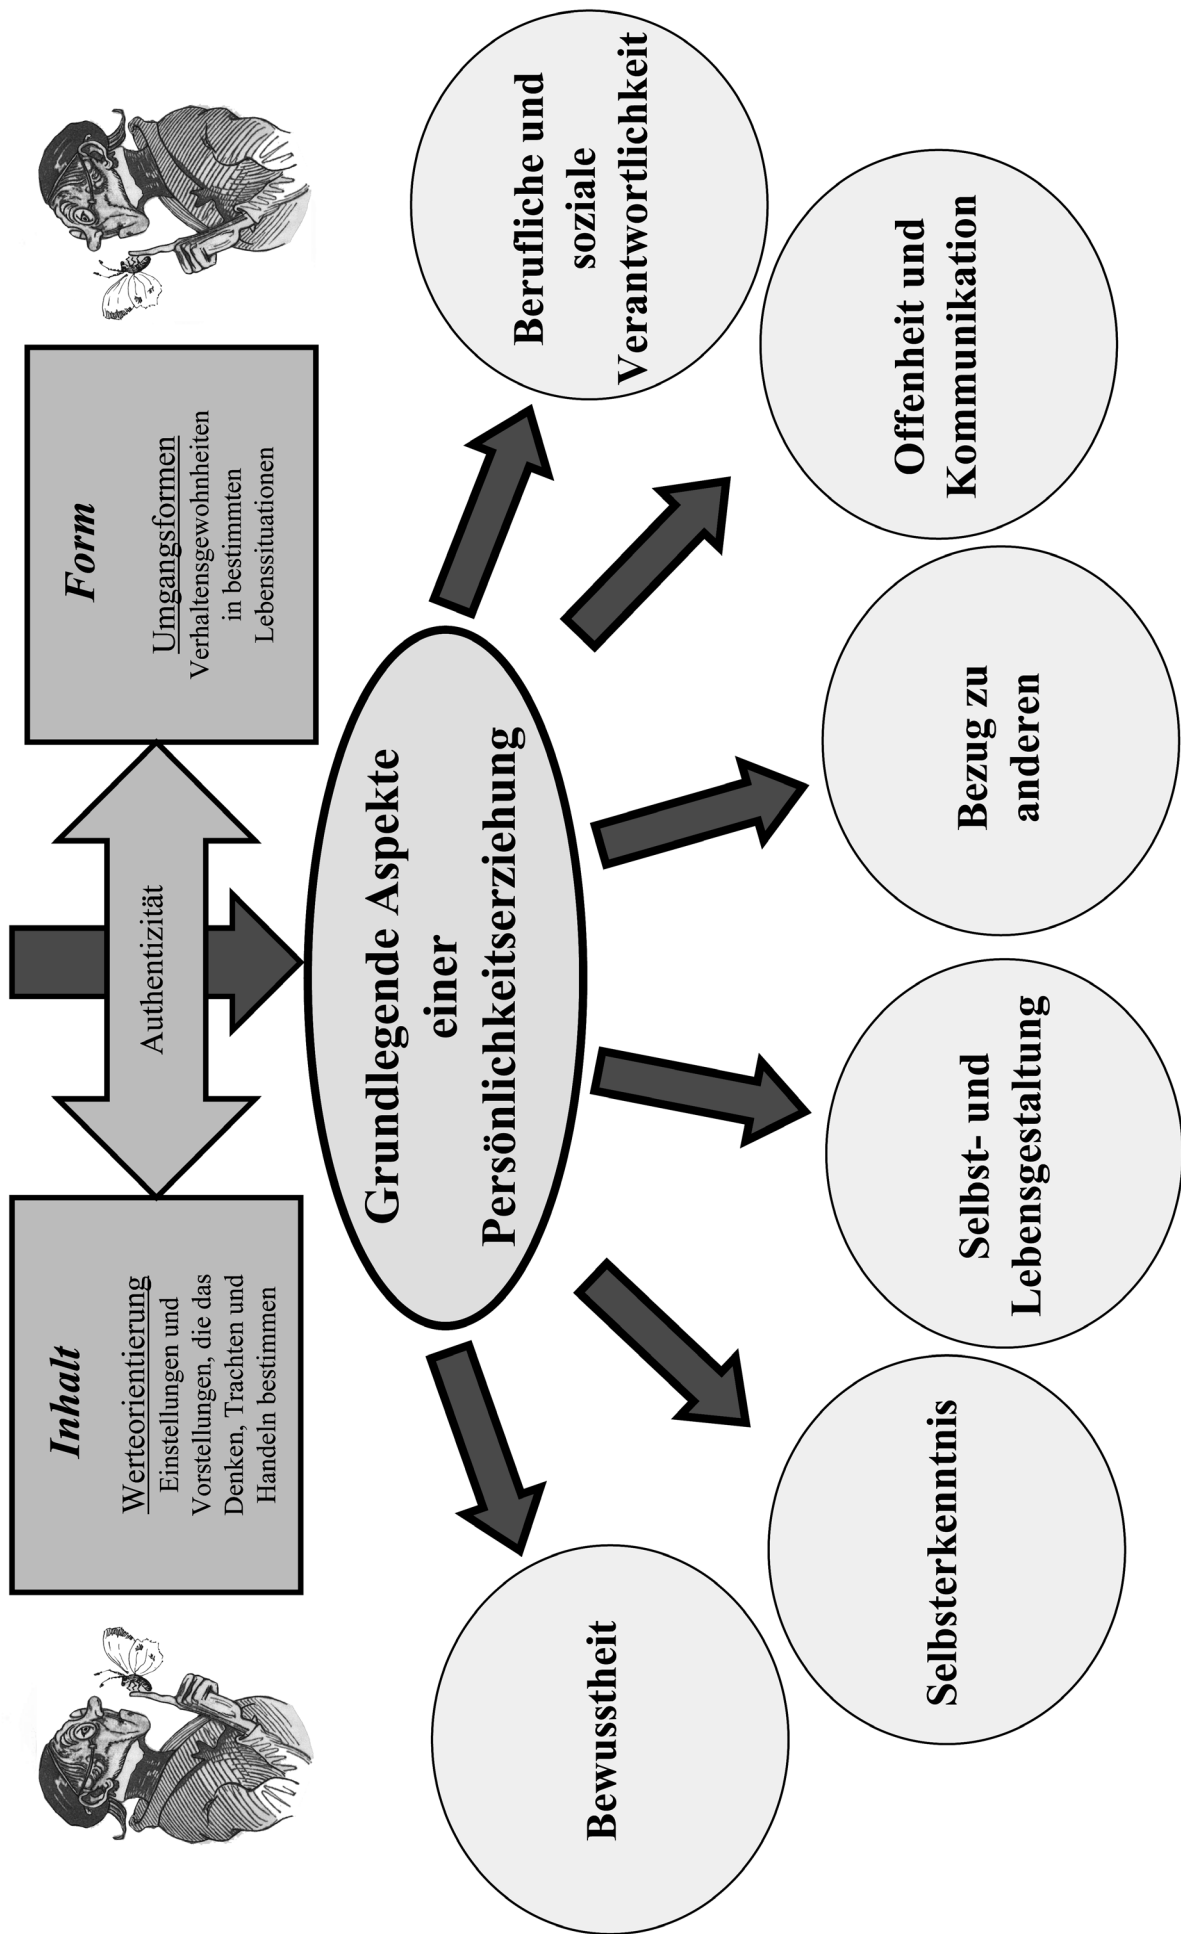 Inhalt
Werteorientierung
Einstellungen und
Vorstellungen, die das
Denken, Trachten und
Handeln bestimmen
Authentizität
Form
Umgangsformen
Verhaltensgewohnheiten
in bestimmten
Lebenssituationen
Grundlegende Aspekte
einer
Persönlichkeitserziehung
Bewusstheit
Selbsterkenntnis
Selbst- und
Lebensgestaltung
Bezug zu
anderen
Offenheit und
Kommunikation
Berufliche und
soziale
Verantwortlichkeit